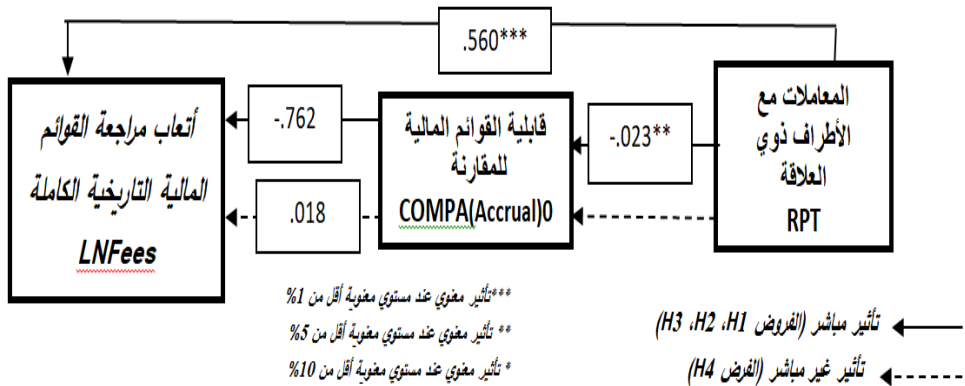 .560***
المعاملات مع
الأطراف ذوي
العلاقة
RPT
-.023**
قابلية القوائم المالية
للمقارنة
COMPA(Accrual)0
-.762
.018
أتعاب مراجعة القوائم
المالية التاريخية الكاملة
LNFees
***تأثير معنوي عند مستوي معنوية أقل من 1%
** تأثير معنوي عند مستوي معنوية أقل من 5%
* تأثير معنوي عند مستوي معنوية أقل من 10%
تأثير مباشر (الفروض H1، H2، H3)
تأثير غير مباشر (الفرض H4)